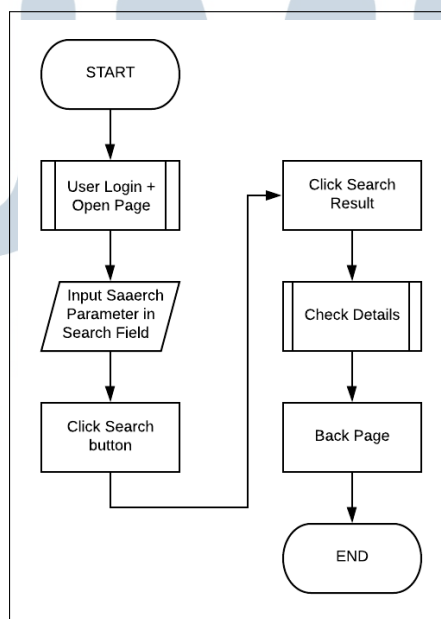 START
User Login +
Open Page
Input Saaerch
Parameter in
Search Field
Click Search
button
Click Search
Result
Check Details
Back Page
END